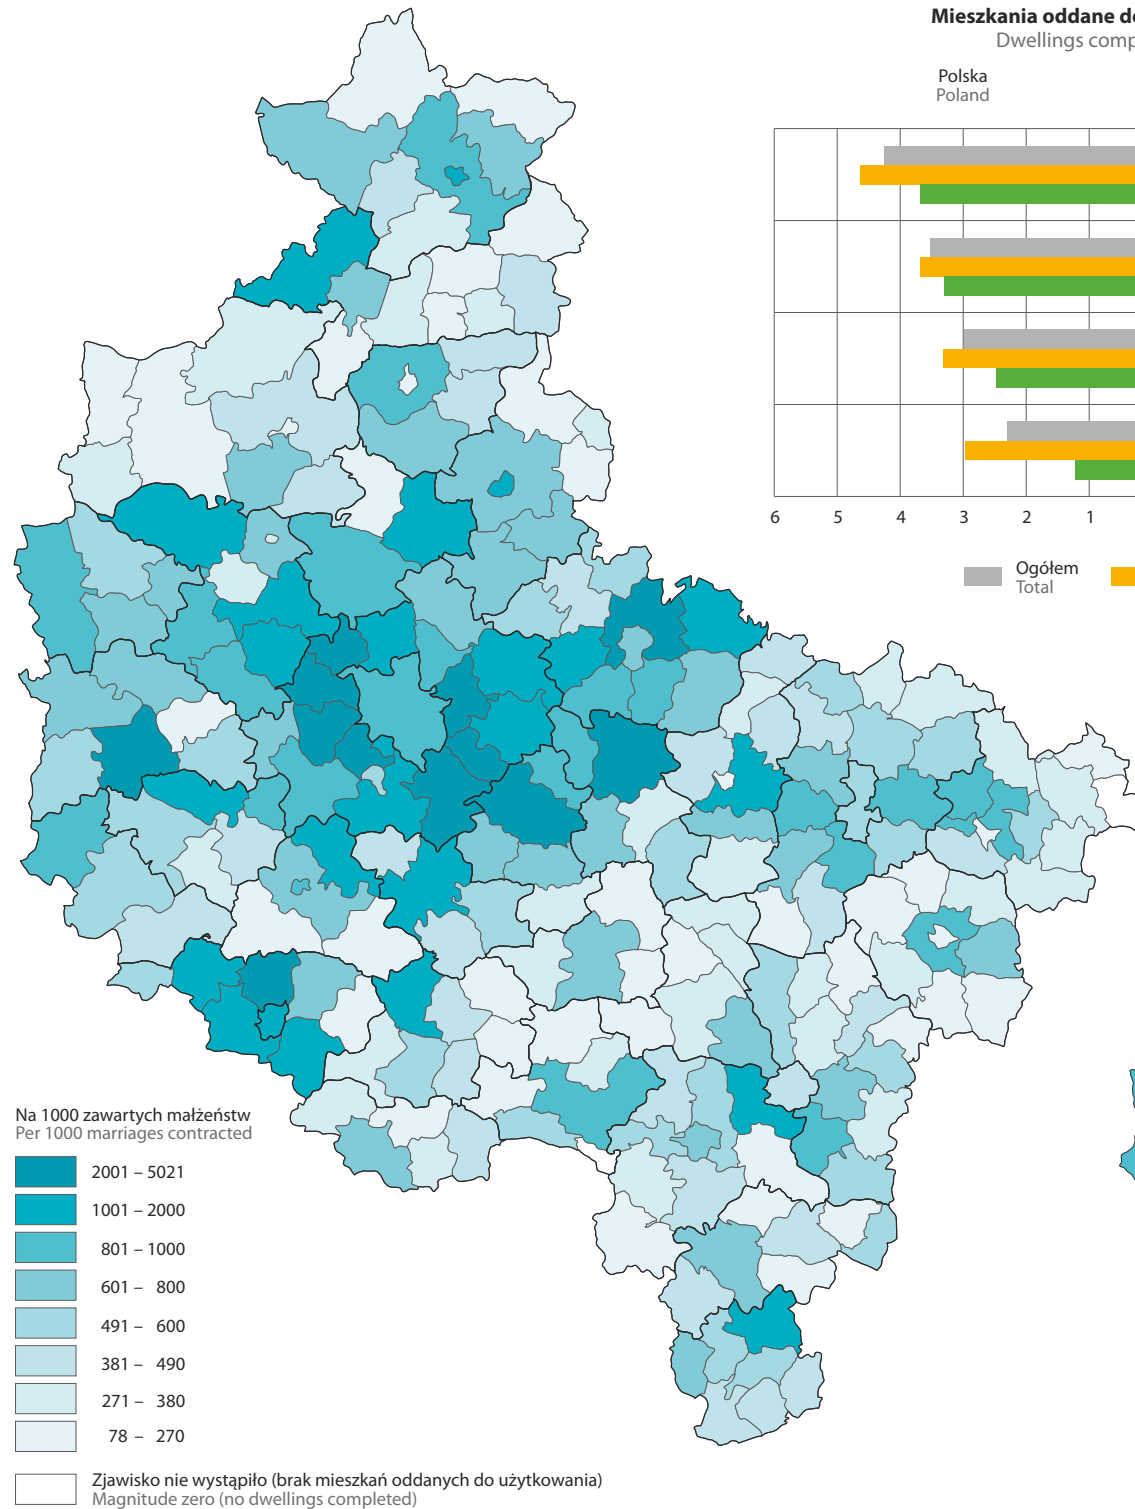 Mieszkania oddane d
Dwellings comp
Polska
Poland
6 5 4 3 2 1
Ogółem
Total
Na 1000 zawartych małżeństw
Per 1000 marriages contracted
2001 – 5021
1001 – 2000
801 – 1000
601 – 800
491 – 600
381 – 490
271 – 380
78 – 270
Zjawisko nie wystąpiło (brak mieszkań oddanych do użytkowania)
Magnitude zero (no dwellings completed)